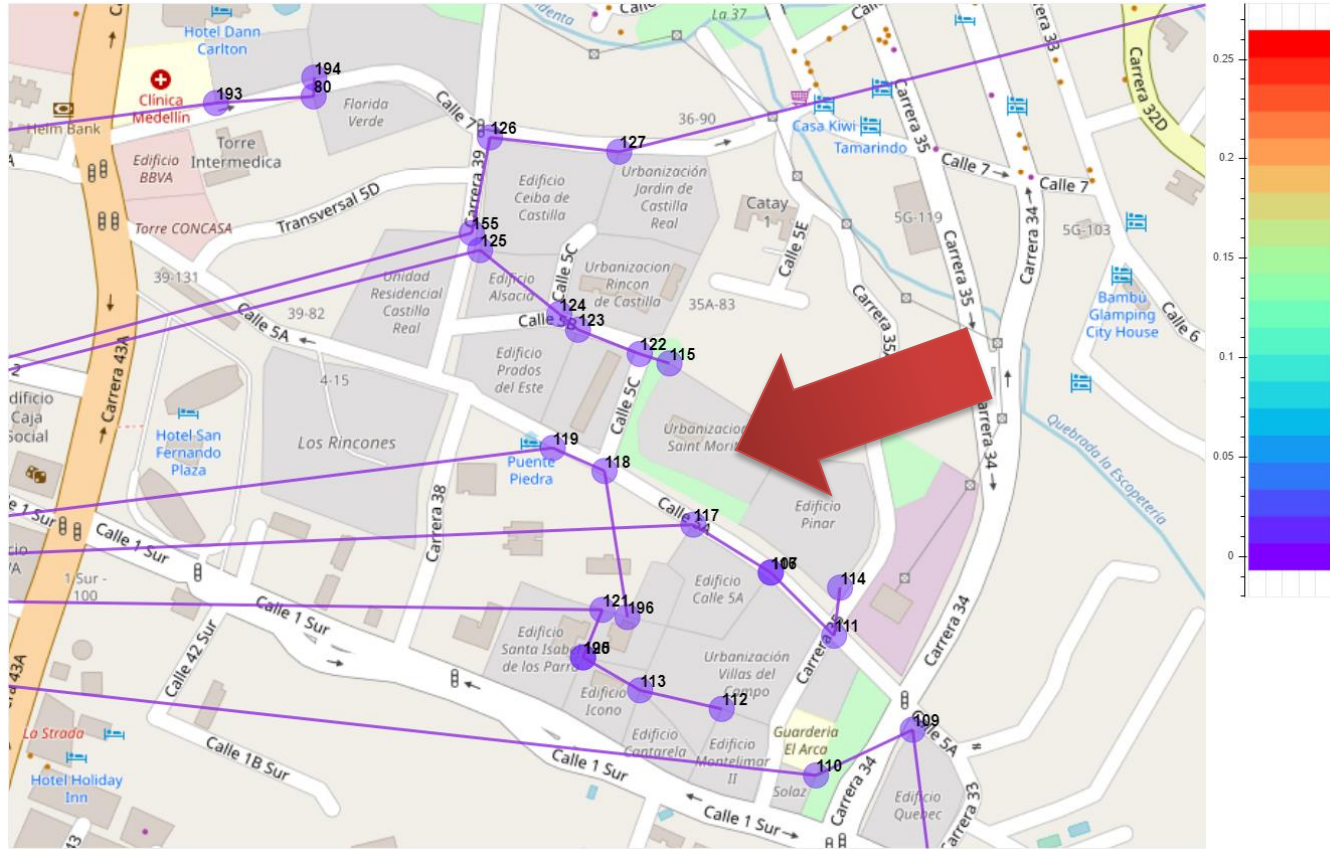 La 37
Hotel Dann
Carlton
194
193
80
Clínica
Medellín
Florida
Verde
Calle 7
126
127
36-90
Casa Kiwi
Tamarindo
Carrera 35
Carrera 33
Carrera 32D
Helm Bank
Torre
Intermedica
Edificio
BBVA
Torre CONCASA
Transversal 5D
Carrera 39
Edificio
Ceiba de
Castilla
Urbanización
Jardin de
Castilla
Real
Catay
1
5G-119
Calle 7
Calle 7
Carrera 34
5G-103
155
125
39-131
39-82
Unidad
Residencial
Castilla
Real
Edificio
Alsacia
Calle 5C
Urbanizacion
Rincon
de Castilla
Calle 5E
35A-83
Carrera 35
Bambú
Glamping
City House
Calle 6
124
123
Calle 5B
122
115
Calle 5A
Carrera 43A
4-15
Edificio
Prados
del Este
Calle 5C
Los Rincones
Hotel San
Fernando
Plaza
119
Puente
Piedra
118
Carrera 34
Quebrada la Escopetería
Carrera 38
117
Edificio
Pinar
114
111
Calle 1 Sur
1 Sur -
100
Calle 1 Sur
Edificio
Calle 5A
121
196
Edificio
Santa Isabel
de los Parra
113
112
Edificio
Icono
Urbanización
Villas del
Campo
Calle 42 Sur
Carrera 34
109
Calle 5A
Guarderia
El Arca
110
Edificio
Cantarela
Edificio
Montelimar
II
Solaz
Carrera 34
Edificio
Quebec
Carrera 33
La Strada
Hotel Holiday
Inn
Calle 1B Sur
Calle 1 Sur
Calle 1 Sur
0.25
0.2
0.15
0.1
0.05
0